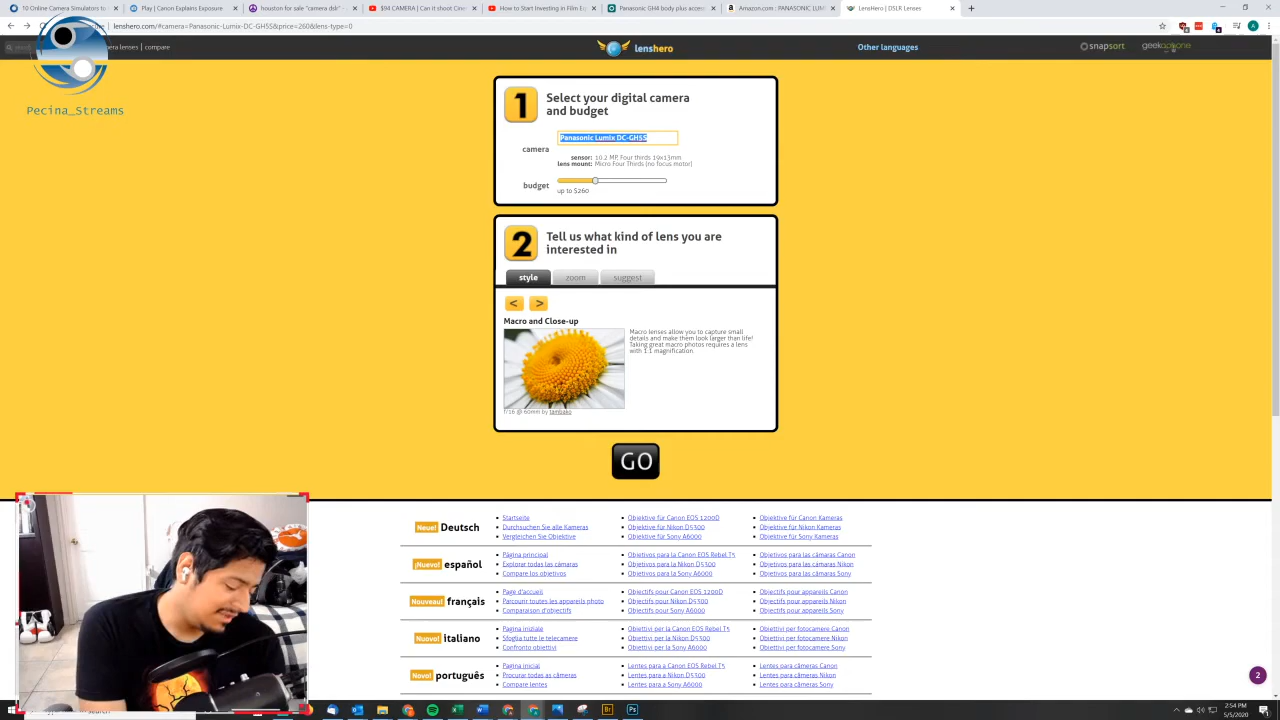 10 Online Camera Simulators to
Play | Canon Explains Exposure
houston for sale "camera dslr" -
$94 CAMERA | Can it shoot Cine
How to Start Investing in Film Eq
Panasonic GH4 body plus access
Amazon.com : PANASONIC LUM
LensHero | DSLR Lenses
lenshero.com/#camera=Panasonic-Lumix-DC-GH5S&price=260&lens-type=0
lenses | compare
lenshero
Other languages
snapsort
Pecina_Streams
1
Select your digital camera
and budget
camera
Panasonic Lumix DC-GH5S
sensor: 10.2 MP, Four thirds 19x13mm
lens mount: Micro Four Thirds (no focus motor)
budget
up to $260
2
Tell us what kind of lens you are
interested in
style
zoom
suggest
< >
Macro and Close-up
Macro lenses allow you to capture small
details and make them look larger than life!
Taking great macro photos requires a lens
with 1:1 magnification.
f/16 @ 60mm by tambako
GO
Neue! Deutsch
Startseite
Durchsuchen Sie alle Kameras
Vergleichen Sie Objektive
Objektive für Canon EOS 1200D
Objektive für Nikon D5300
Objektive für Sony A6000
Objektive für Canon Kameras
Objektive für Nikon Kameras
Objektive für Sony Kameras
¡Nuevo! español
Página principal
Explorar todas las cámaras
Compare los objetivos
Objetivos para la Canon EOS Rebel T5
Objetivos para la Nikon D5300
Objetivos para la Sony A6000
Objetivos para las cámaras Canon
Objetivos para las cámaras Nikon
Objetivos para las cámaras Sony
Nouveau! français
Page d'accueil
Parcourir toutes les appareils photo
Comparaison d'objectifs
Objectifs pour Canon EOS 1200D
Objectifs pour Nikon D5300
Objectifs pour Sony A6000
Objectifs pour appareils Canon
Objectifs pour appareils Nikon
Objectifs pour appareils Sony
Nuovo! italiano
Pagina iniziale
Sfoglia tutte le telecamere
Confronto obiettivi
Obiettivi per la Canon EOS Rebel T5
Obiettivi per la Nikon D5300
Obiettivi per la Sony A6000
Obiettivi per fotocamere Canon
Obiettivi per fotocamere Nikon
Obiettivi per fotocamere Sony
Novo! português
Pagina inicial
Procurar todas as câmeras
Compare lentes
Lentes para a Canon EOS Rebel T5
Lentes para a Nikon D5300
Lentes para a Sony A6000
Lentes para câmeras Canon
Lentes para câmeras Nikon
Lentes para câmeras Sony
2
search
Br
Ps
2:54 PM
5/5/2020